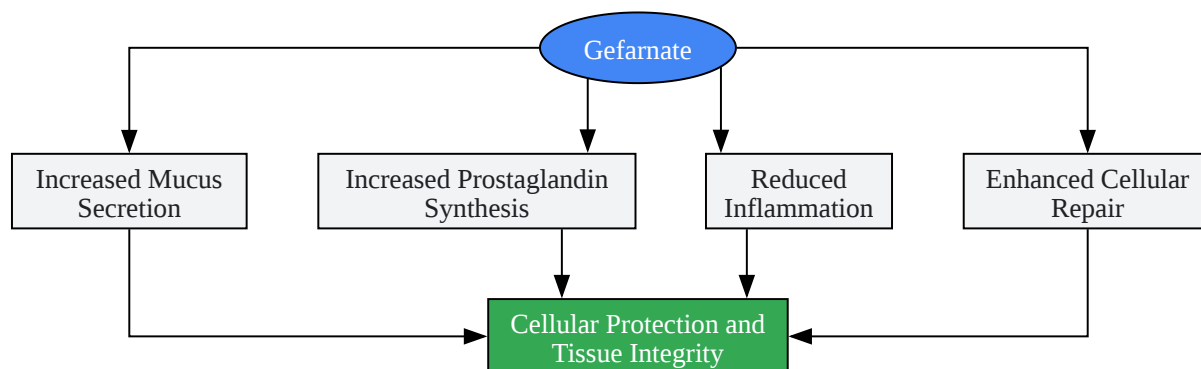 Gefarnate
Increased Mucus
Secretion
Increased Prostaglandin
Synthesis
Reduced
Inflammation
Enhanced Cellular
Repair
Cellular Protection and
Tissue Integrity